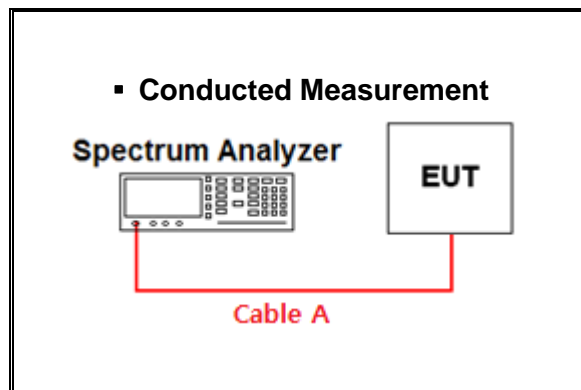 ▪ Conducted Measurement
Spectrum Analyzer
EUT
Cable A